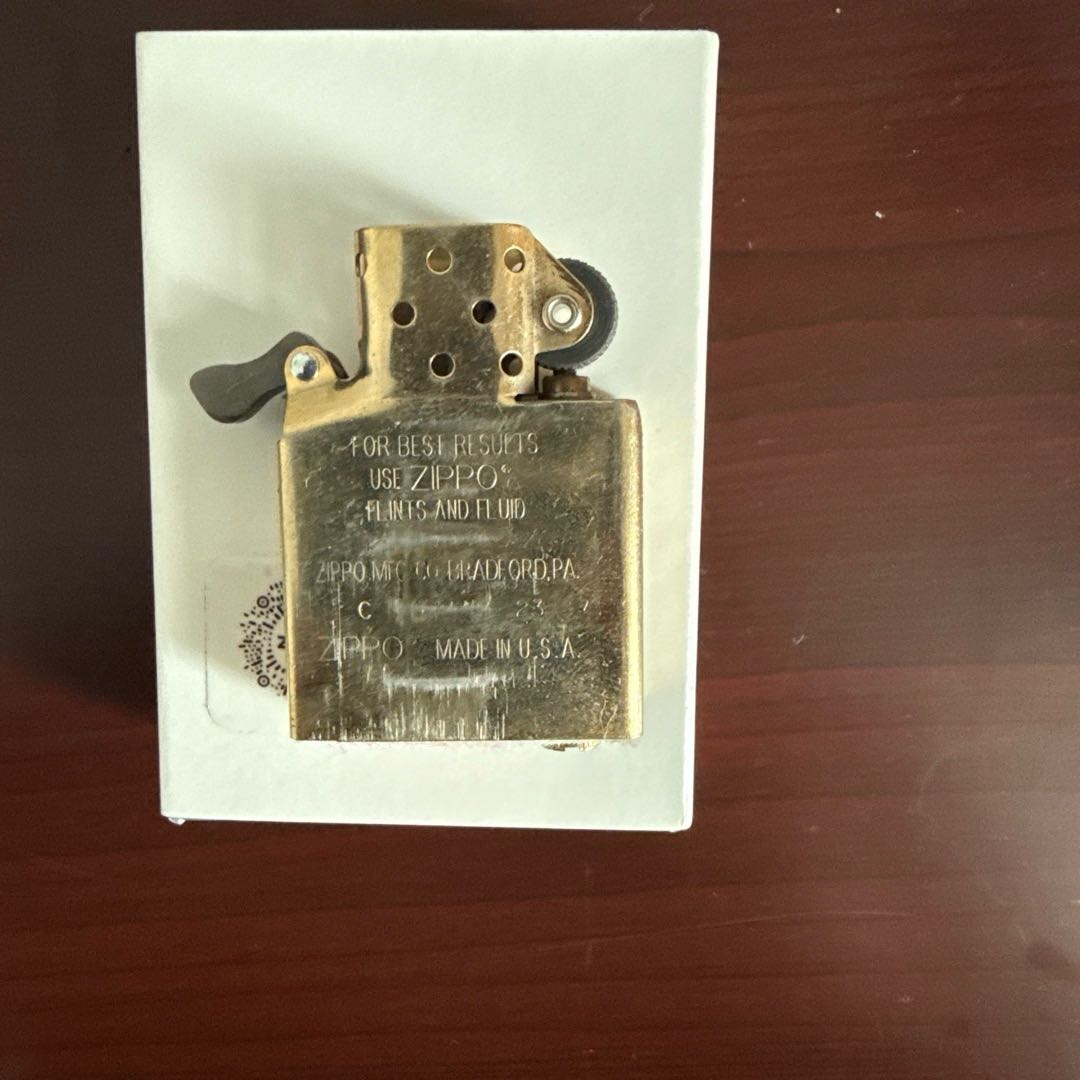 FOR BEST RESULTS
USE ZIPPO®
FLINTS AND FLUID
ZIPPO MFG. CO. BRADFORD, PA.
C 23
ZIPPO MADE IN U.S.A.